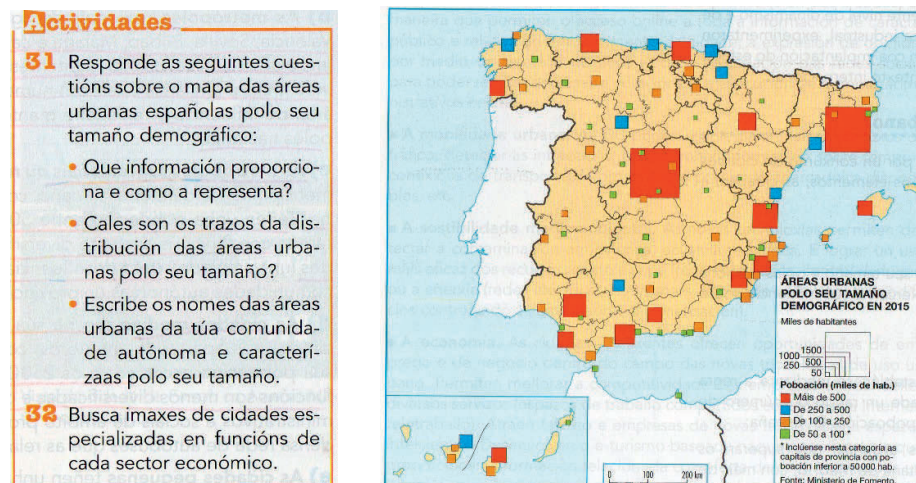 Actividades
31 Responde as seguintes cues-
tións sobre o mapa das áreas
urbanas españolas polo seu
tamaño demográfico:
• Que información proporcio-
na e como a representa?
• Cales son os trazos da dis-
tribución das áreas urba-
nas polo seu tamaño?
• Escribe os nomes das áreas
urbanas da túa comunida-
de autónoma e caracterí-
zaas polo seu tamaño.
32 Busca imaxes de cidades es-
pecializadas en funcións de
cada sector económico.
ÁREAS URBANAS
POLO SEU TAMAÑO
DEMOGRÁFICO EN 2015
Miles de habitantes
1500
1000
500
250
50
Poboación (miles de hab.)
Máis de 500
De 250 a 500
De 100 a 250
De 50 a 100 *
* Inclúense nesta categoría as
capitais de provincia con po-
boación inferior a 50 000 hab.
Fonte: Ministerio de Fomento.
0 100 200 km